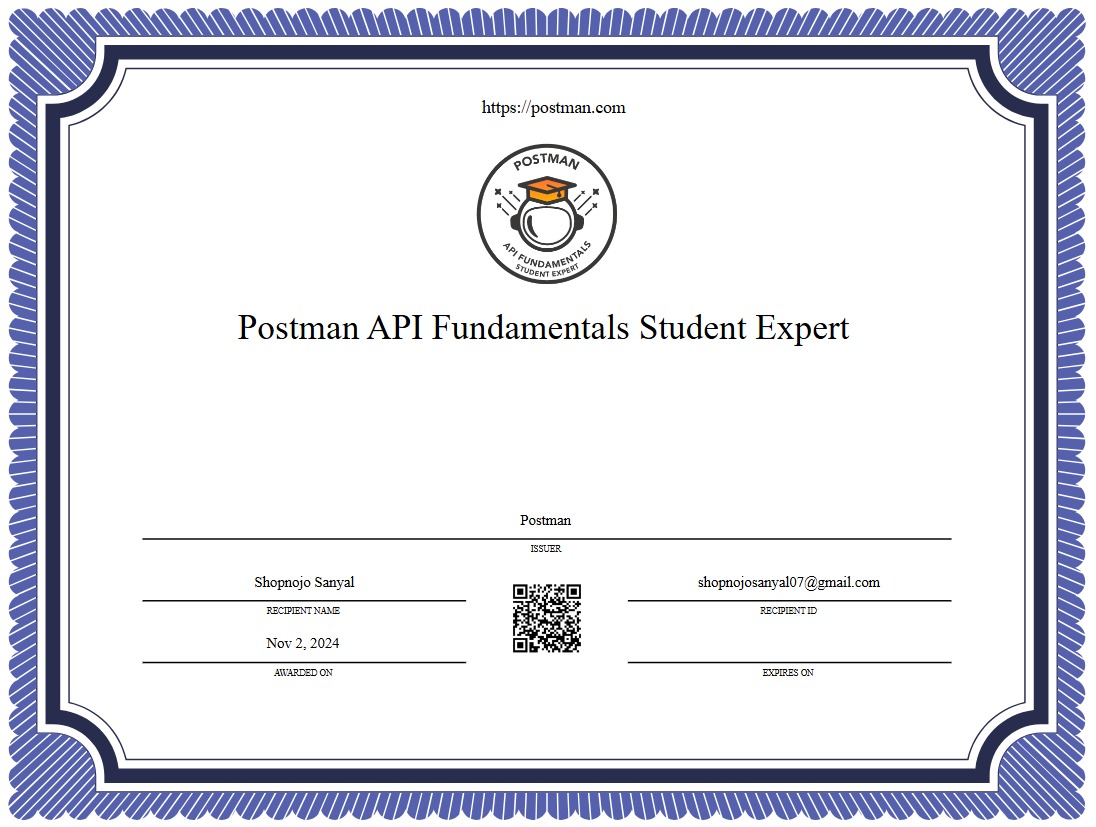 https://postman.com
POSTMAN
API FUNDAMENTALS
STUDENT EXPERT
Postman API Fundamentals Student Expert
Postman
ISSUER
Shopnojo Sanyal
RECIPIENT NAME
shopnojosanyal07@gmail.com
RECIPIENT ID
Nov 2, 2024
AWARDED ON
EXPIRES ON